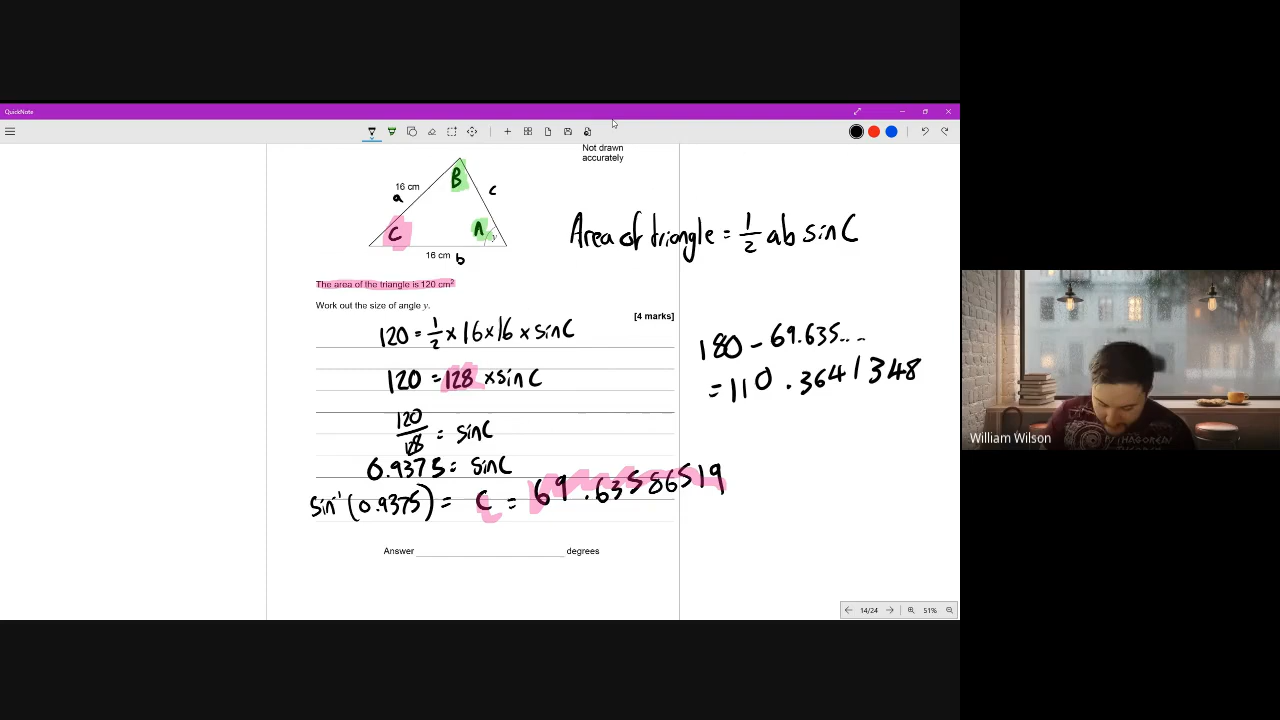 QuickNote
Not drawn
accurately
16 cm
a
B
c
C
A
y
16 cm
b
Area of triangle = 1/2 ab sinC
The area of the triangle is 120 cm²
Work out the size of angle y.
[4 marks]
120 = 1/2 × 16 × 16 × sinC
120 = 128 × sinC
120/128 = sinC
0.9375 = sinC
sin⁻¹(0.9375) = C = 69.63586519
180 - 69.635...
= 110.3641348
Answer ____________ degrees
14/24
51%
William Wilson